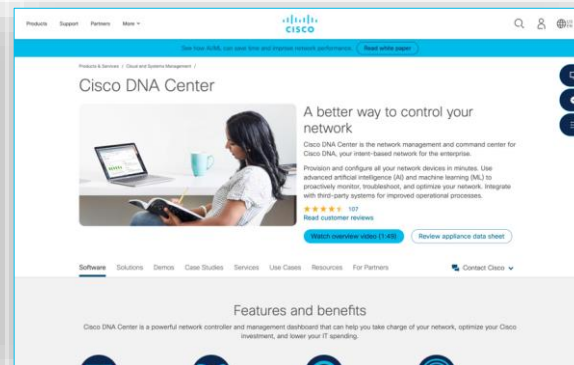 Products Support Partners More
CISCO
See how AI/ML can save time and improve network performance. Read white paper
Products & Services / Cloud and Systems Management /
Cisco DNA Center
A better way to control your
network
Cisco DNA Center is the network management and command center for
Cisco DNA, your intent-based network for the enterprise.
Provision and configure all your network devices in minutes. Use
advanced artificial intelligence (AI) and machine learning (ML) to
proactively monitor, troubleshoot, and optimize your network. Integrate
with third-party systems for improved operational processes.
107
Read customer reviews
Watch overview video (1:49) Review appliance data sheet
Software Solutions Demos Case Studies Services Use Cases Resources For Partners Contact Cisco
Features and benefits
Cisco DNA Center is a powerful network controller and management dashboard that can help you take charge of your network, optimize your Cisco
investment, and lower your IT spending.